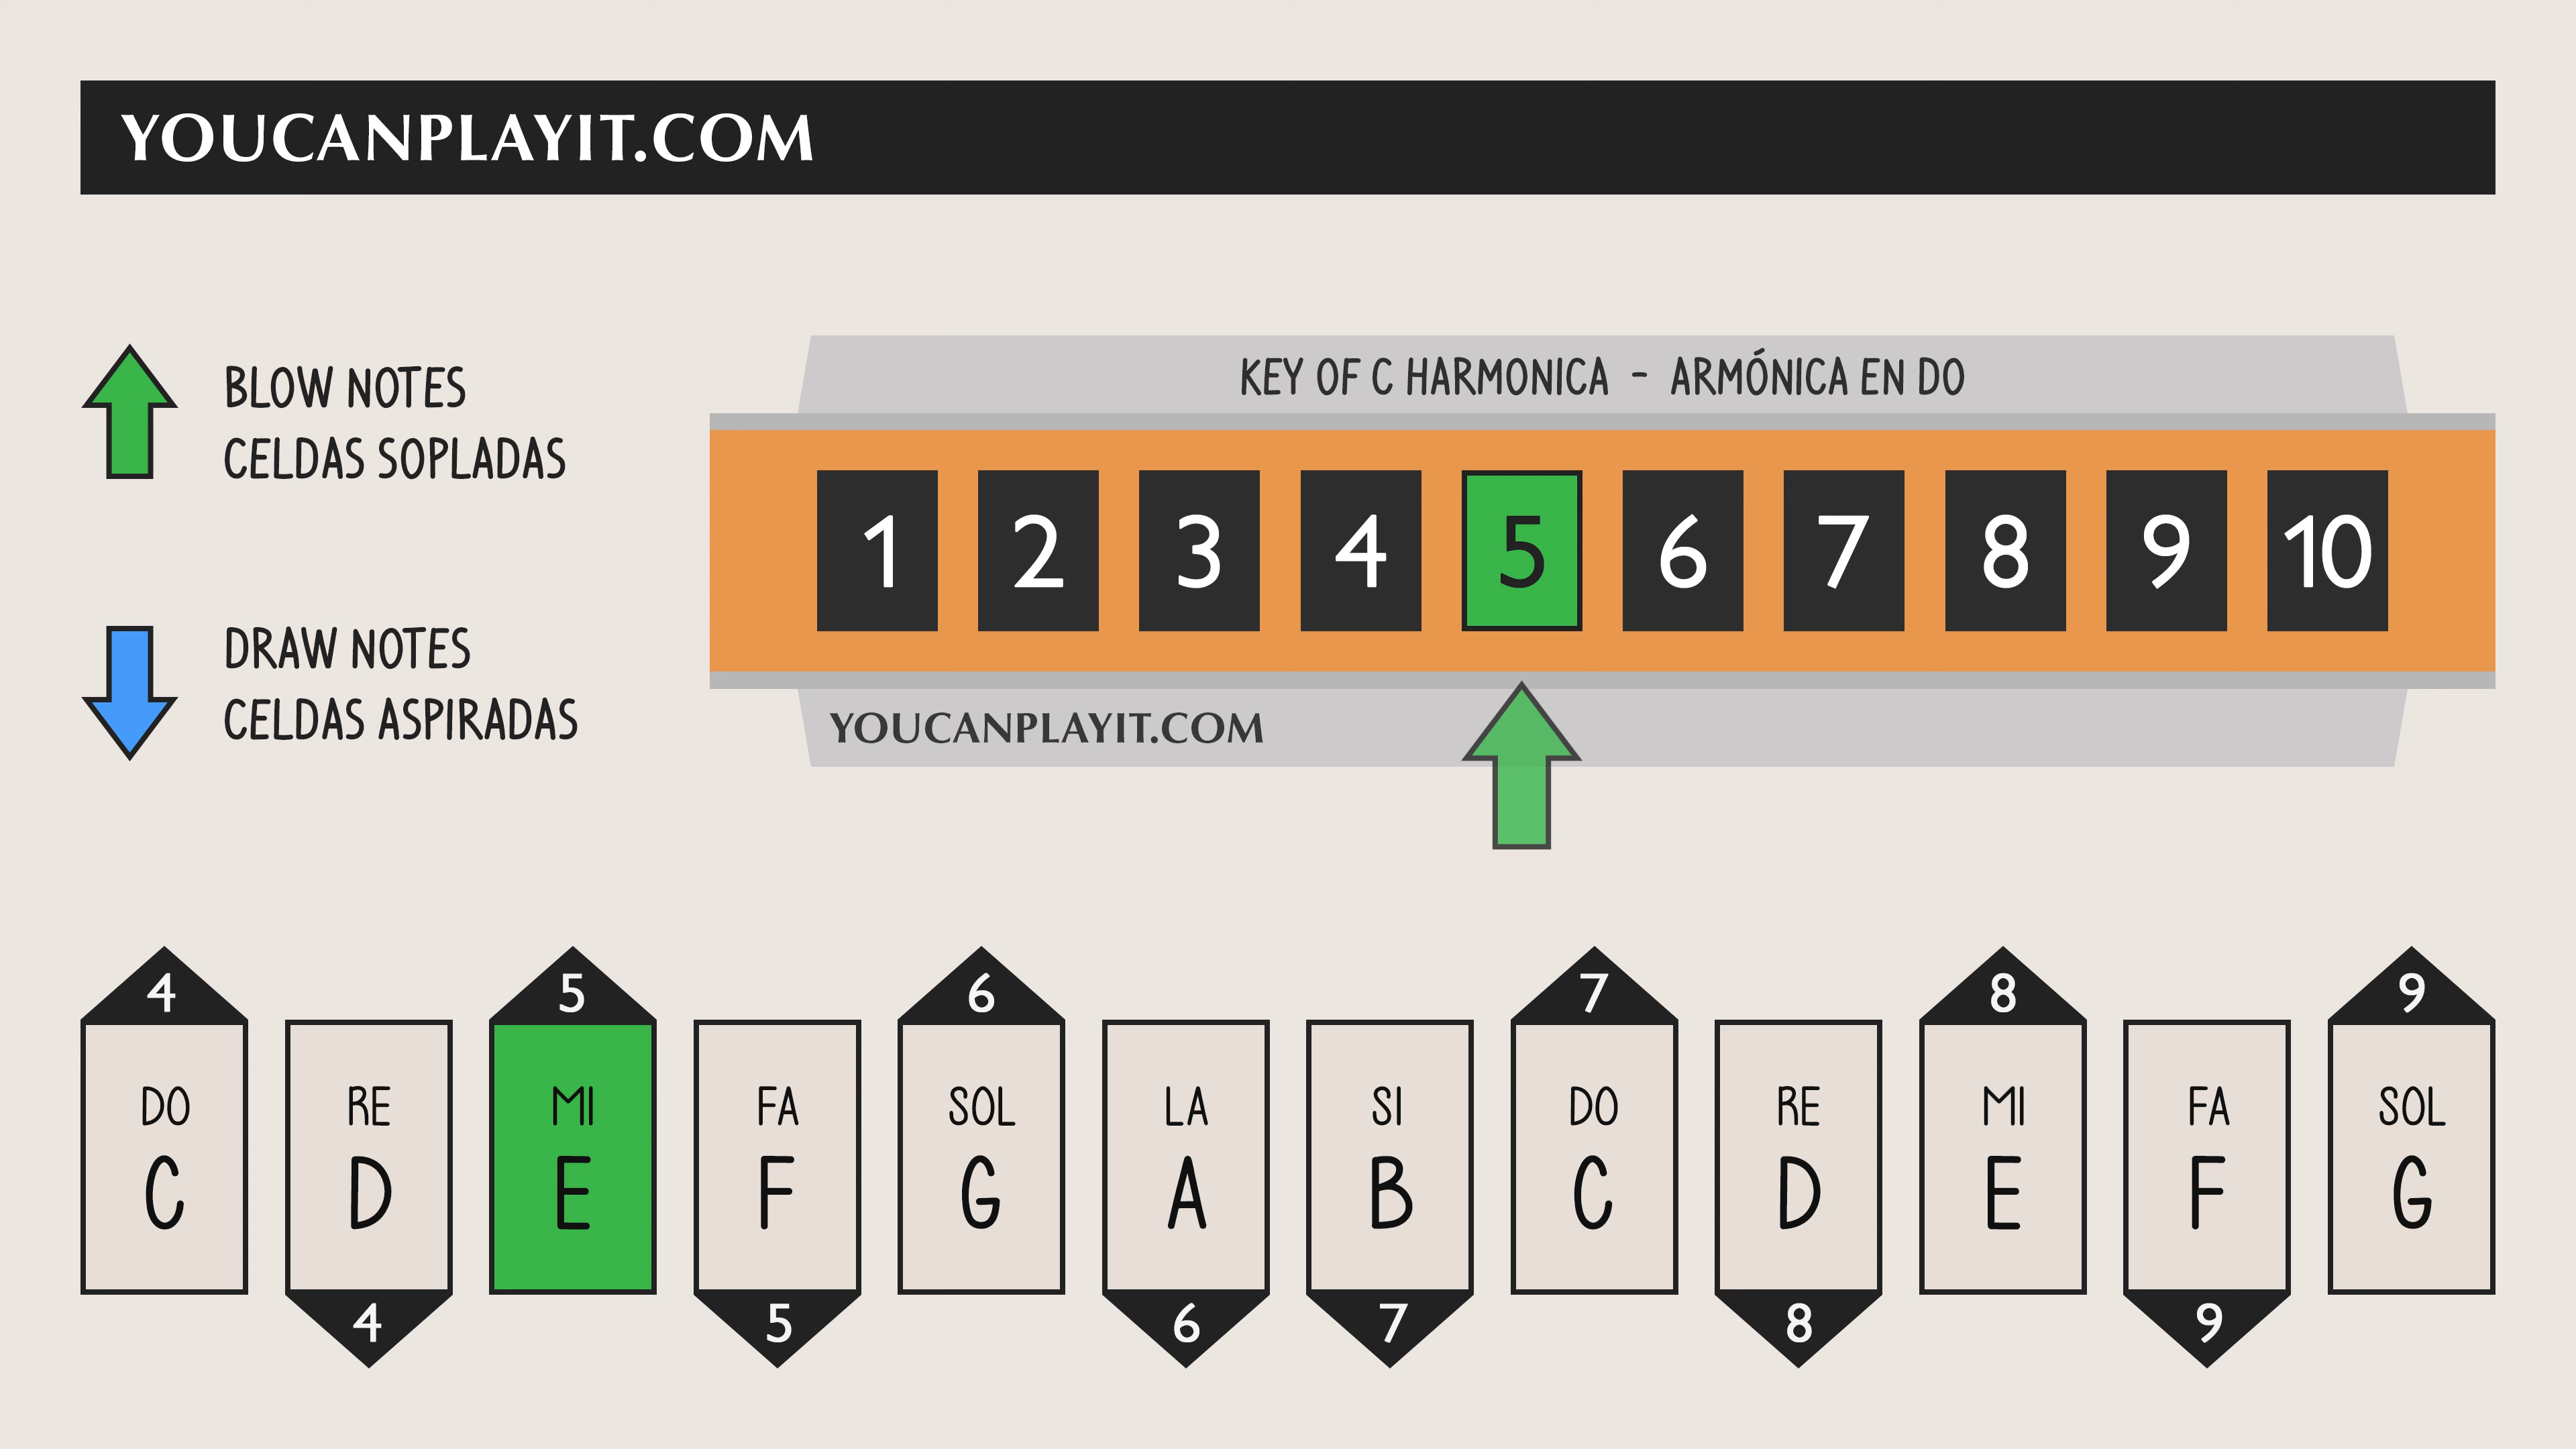 YOUCANPLAYIT.COM
BLOW NOTES
CELDAS SOPLADAS
DRAW NOTES
CELDAS ASPIRADAS
KEY OF C HARMONICA - ARMÓNICA EN DO
1 2 3 4 5 6 7 8 9 10
YOUCANPLAYIT.COM
4 5 6 7 8 9
DO RE MI FA SOL LA SI DO RE MI FA SOL
C D E F G A B C D E F G
4 5 6 7 8 9